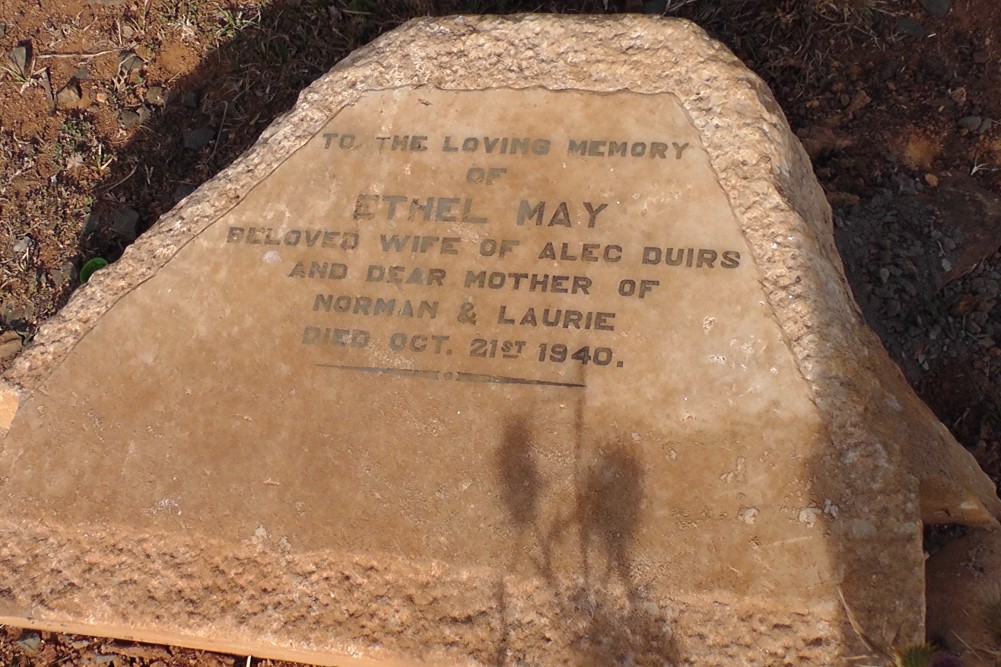 TO THE LOVING MEMORY
OF
ETHEL MAY
BELOVED WIFE OF ALEC DUIRS
AND DEAR MOTHER OF
NORMAN & LAURIE
DIED OCT. 21ST 1940.